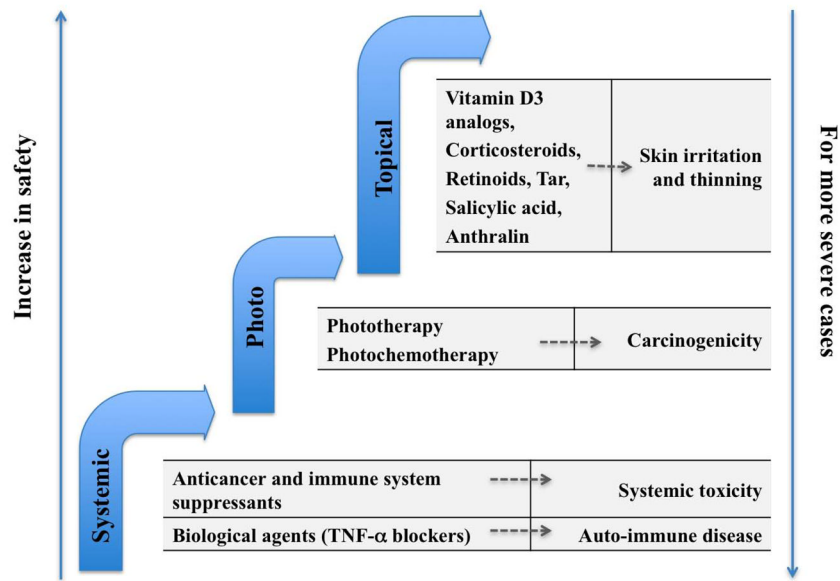 Increase in safety
For more severe cases
Topical
Vitamin D3
analogs,
Corticosteroids,
Retinoids, Tar,
Salicylic acid,
Anthralin
Skin irritation
and thinning
Photo
Phototherapy
Photochemotherapy
Carcinogenicity
Systemic
Anticancer and immune system
suppressants
Systemic toxicity
Biological agents (TNF-α blockers)
Auto-immune disease